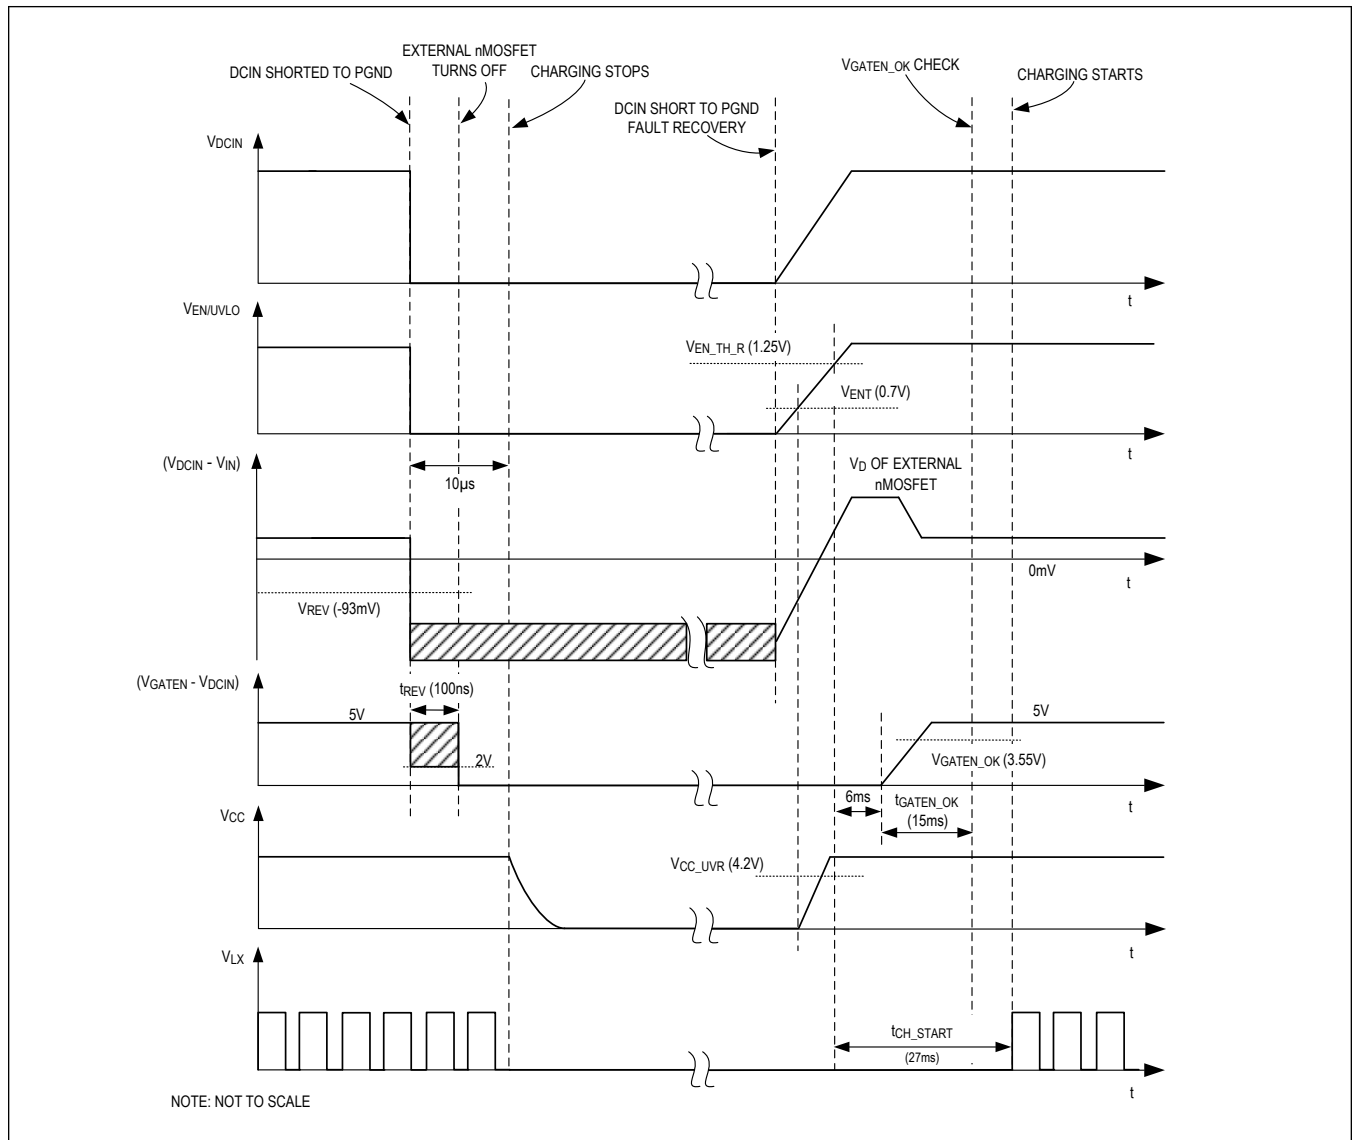 EXTERNAL nMOSFET
TURNS OFF
DCIN SHORTED TO PGND
CHARGING STOPS
VGATEN_OK CHECK
CHARGING STARTS
DCIN SHORT TO PGND
FAULT RECOVERY
VDCIN
t
VEN/UVLO
VEN_TH_R (1.25V)
VENT (0.7V)
t
(VDCIN - VIN)
10µs
VD OF EXTERNAL
nMOSFET
0mV
t
VREV (-93mV)
(VGATEN - VDCIN)
tREV (100ns)
5V
5V
2V
VGATEN_OK (3.55V)
6ms
tGATEN_OK
(15ms)
t
VCC
VCC_UVR (4.2V)
t
VLX
tCH_START
(27ms)
t
NOTE: NOT TO SCALE